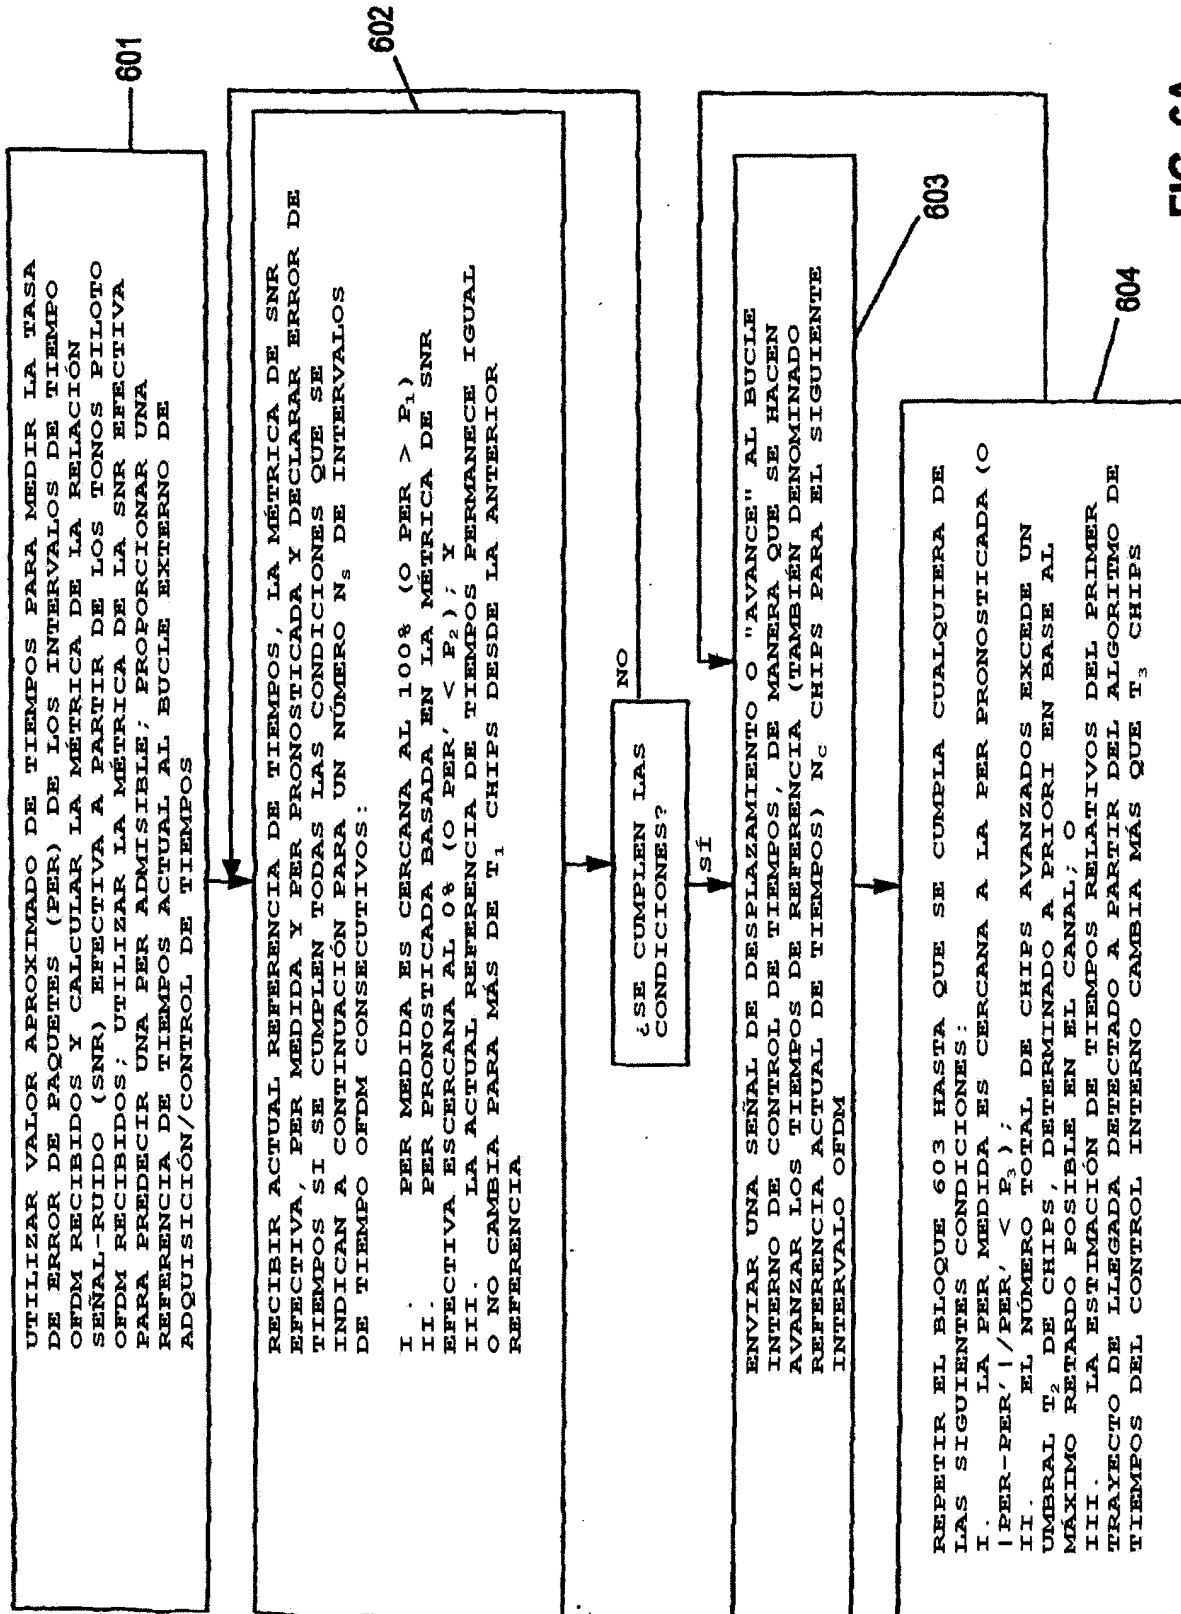 UTILIZAR VALOR APROXIMADO DE TIEMPOS PARA MEDIR LA TASA
DE ERROR DE PAQUETES (PER) DE LOS INTERVALOS DE TIEMPO
OFDM RECIBIDOS Y CALCULAR LA MÉTRICA DE LA RELACIÓN
SEÑAL-RUIDO (SNR) EFECTIVA A PARTIR DE LOS TONOS PILOTO
OFDM RECIBIDOS; UTILIZAR LA MÉTRICA DE LA SNR EFECTIVA
PARA PREDECIR UNA PER ADMISIBLE; PROPORCIONAR UNA
REFERENCIA DE TIEMPOS ACTUAL AL BUCLE EXTERNO DE
ADQUISICIÓN/CONTROL DE TIEMPOS
601
RECIBIR ACTUAL REFERENCIA DE TIEMPOS, LA MÉTRICA DE SNR
EFECTIVA, PER MEDIDA Y PER PRONOSTICADA Y DECLARAR ERROR DE
TIEMPOS SI SE CUMPLEN TODAS LAS CONDICIONES QUE SE
INDICAN A CONTINUACIÓN PARA UN NÚMERO Nₛ DE INTERVALOS
DE TIEMPO OFDM CONSECUTIVOS:
I. PER MEDIDA ES CERCANA AL 100% (O PER > P₁)
II. PER PRONOSTICADA BASADA EN LA MÉTRICA DE SNR
EFECTIVA ESCERCANA AL 0% (O PER' < P₂); Y
III. LA ACTUAL REFERENCIA DE TIEMPOS PERMANECE IGUAL
O NO CAMBIA PARA MÁS DE T₁ CHIPS DESDE LA ANTERIOR
REFERENCIA
602
¿SE CUMPLEN LAS
CONDICIONES?
NO
SÍ
ENVIAR UNA SEÑAL DE DESPLAZAMIENTO O "AVANCE" AL BUCLE
INTERNO DE CONTROL DE TIEMPOS, DE MANERA QUE SE HACEN
AVANZAR LOS TIEMPOS DE REFERENCIA (TAMBIÉN DENOMINADO
REFERENCIA ACTUAL DE TIEMPOS) N_C CHIPS PARA EL SIGUIENTE
INTERVALO OFDM
603
REPETIR EL BLOQUE 603 HASTA QUE SE CUMPLA CUALQUIERA DE
LAS SIGUIENTES CONDICIONES:
I. LA PER MEDIDA ES CERCANA A LA PER PRONOSTICADA (O
|PER-PER'|/PER' < P₃);
II. EL NÚMERO TOTAL DE CHIPS AVANZADOS EXCEDE UN
UMBRAL T₂ DE CHIPS, DETERMINADO A PRIORI EN BASE AL
MÁXIMO RETARDO POSIBLE EN EL CANAL; O
III. LA ESTIMACIÓN DE TIEMPOS RELATIVOS DEL PRIMER
TRAYECTO DE LLEGADA DETECTADO A PARTIR DEL ALGORITMO DE
TIEMPOS DEL CONTROL INTERNO CAMBIA MÁS QUE T₃ CHIPS
604
FIG. 6A